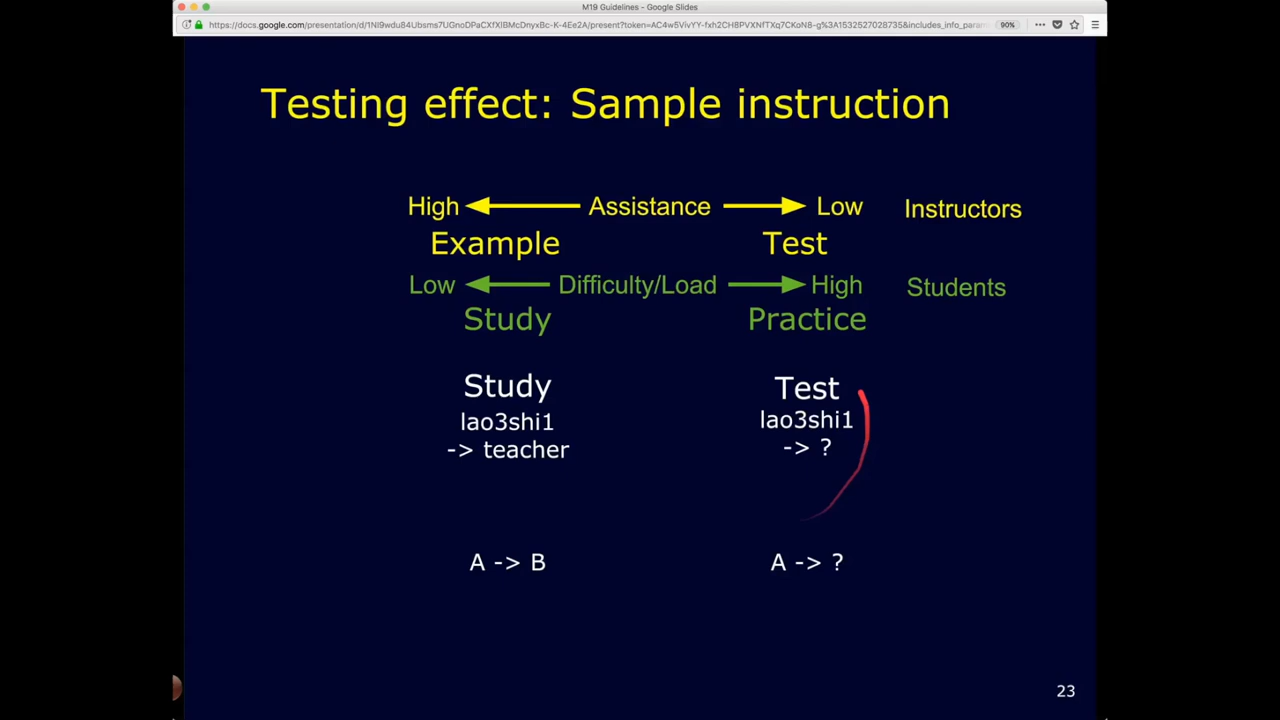 M19 Guidelines - Google Slides
90%
Testing effect: Sample instruction
High Assistance Low Instructors
Example Test
Low Difficulty/Load High Students
Study Practice
Study Test
lao3shi1 lao3shi1
-> teacher -> ?
A -> B A -> ?
23